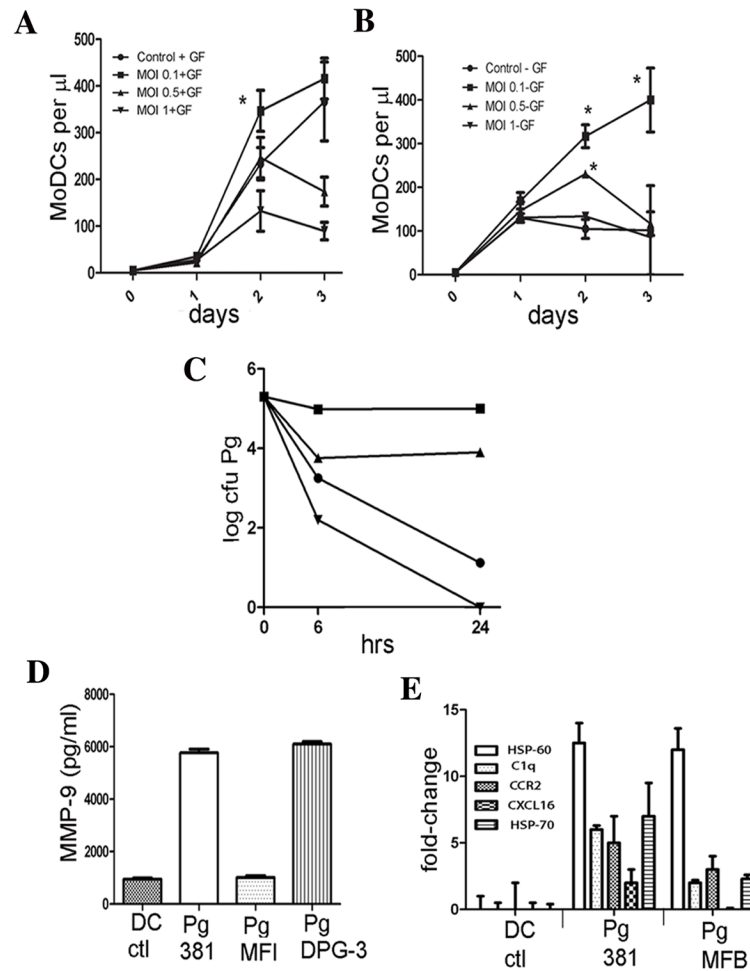 A
500
400
300
200
100
0
MoDCs per μl
Control + GF
MOI 0.1+GF
MOI 0.5+GF
MOI 1+GF
*
0 1 2 3
days
B
500
400
300
200
100
0
MoDCs per μl
Control - GF
MOI 0.1-GF
MOI 0.5-GF
MOI 1-GF
*
*
*
0 1 2 3
days
C
6
4
2
0
log cfu Pg
0 6 24
hrs
D
8000
6000
4000
2000
0
MMP-9 (pg/ml)
DC Pg Pg Pg
ctl 381 MFI DPG-3
E
15
10
5
0
fold-change
HSP-60
C1q
CCR2
CXCL16
HSP-70
DC Pg Pg
ctl 381 MFB